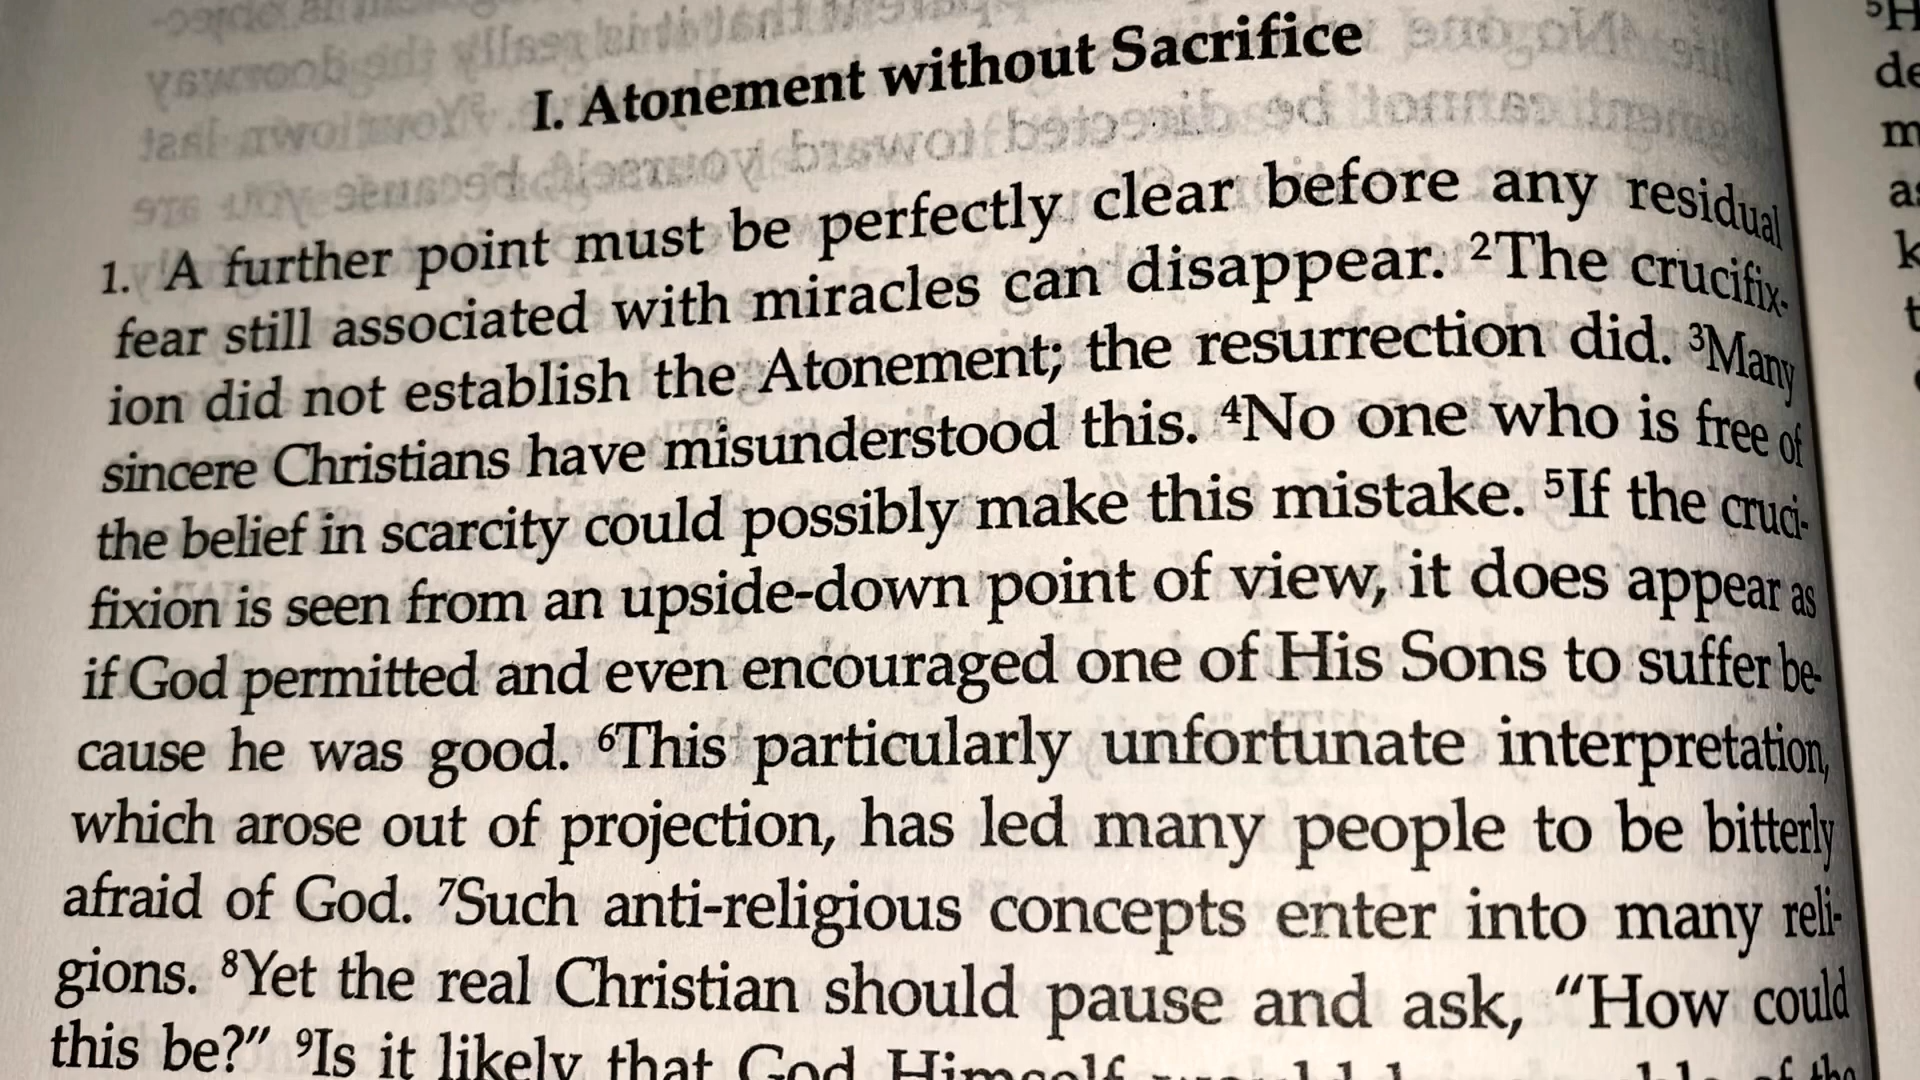 I. Atonement without Sacrifice
1. A further point must be perfectly clear before any residual
fear still associated with miracles can disappear. ²The crucifix-
ion did not establish the Atonement; the resurrection did. ³Many
sincere Christians have misunderstood this. ⁴No one who is free of
the belief in scarcity could possibly make this mistake. ⁵If the cruci-
fixion is seen from an upside-down point of view, it does appear as
if God permitted and even encouraged one of His Sons to suffer be-
cause he was good. ⁶This particularly unfortunate interpretation,
which arose out of projection, has led many people to be bitterly
afraid of God. ⁷Such anti-religious concepts enter into many reli-
gions. ⁸Yet the real Christian should pause and ask, “How could
this be?” ⁹Is it likely that God Himself